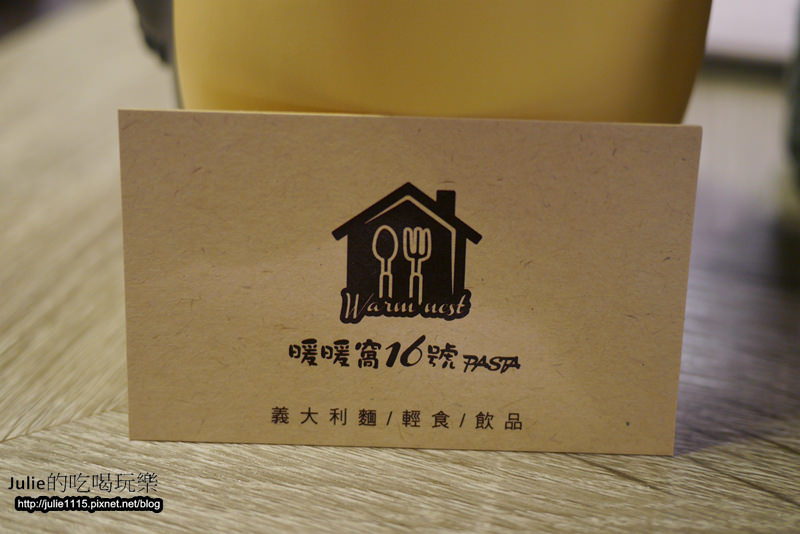 Warm nest
暖暖窩16號 PASTA
義大利麵/輕食/飲品
Julie的吃喝玩樂
http://julie1115.pixnet.net/blog